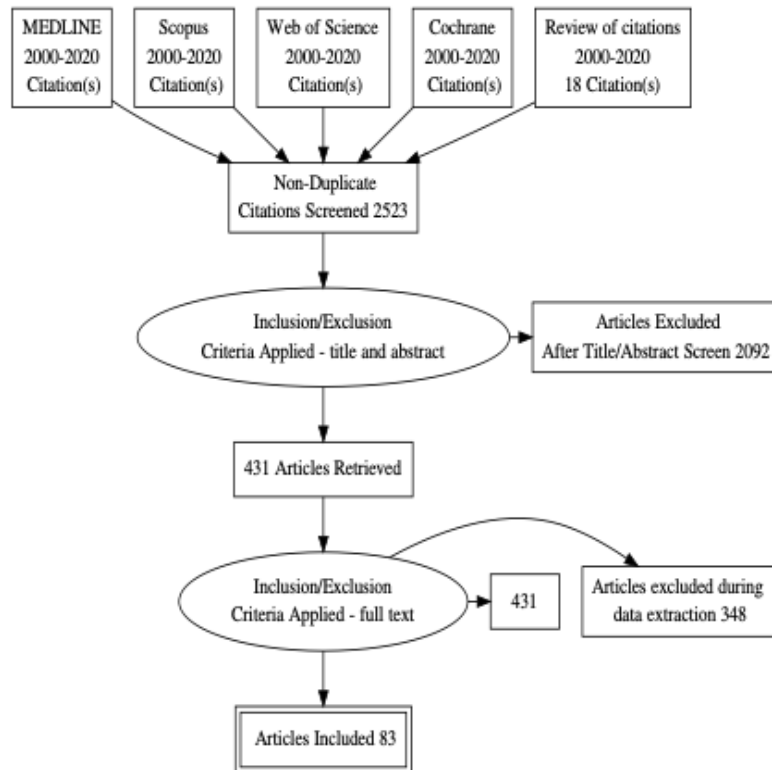 MEDLINE
2000-2020
Citation(s)
Scopus
2000-2020
Citation(s)
Web of Science
2000-2020
Citation(s)
Cochrane
2000-2020
Citation(s)
Review of citations
2000-2020
18 Citation(s)
Non-Duplicate
Citations Screened 2523
Inclusion/Exclusion
Criteria Applied - title and abstract
Articles Excluded
After Title/Abstract Screen 2092
431 Articles Retrieved
Inclusion/Exclusion
Criteria Applied - full text
431
Articles excluded during
data extraction 348
Articles Included 83